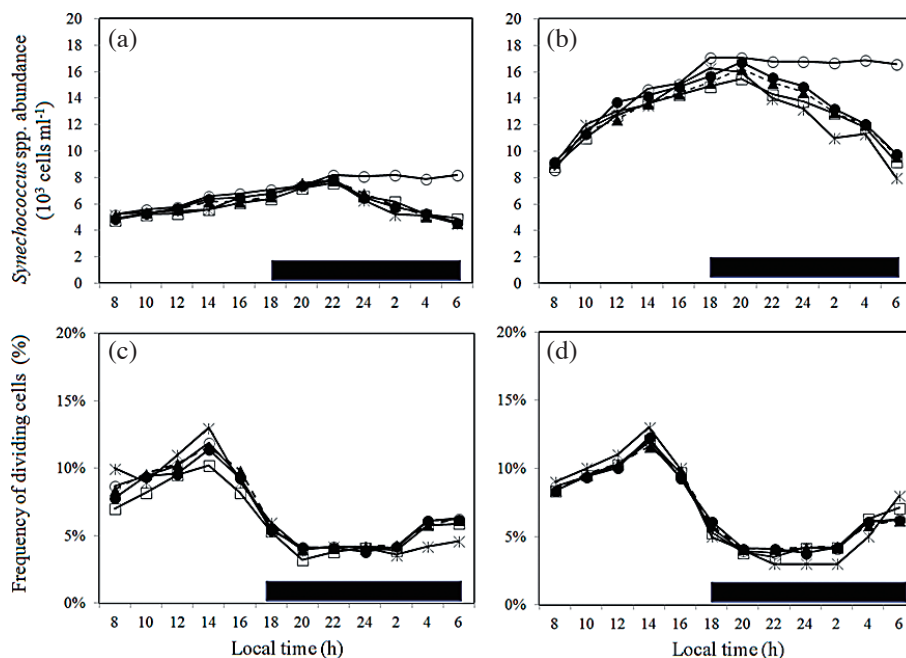 (a)
(b)
Synechococcus spp. abundance
(10³ cells ml⁻¹)
20
18
16
14
12
10
8
6
4
2
0
8 10 12 14 16 18 20 22 24 2 4 6
20
18
16
14
12
10
8
6
4
2
0
8 10 12 14 16 18 20 22 24 2 4 6
(c)
(d)
Frequency of dividing cells (%)
20%
15%
10%
5%
0%
8 10 12 14 16 18 20 22 24 2 4 6
Local time (h)
20%
15%
10%
5%
0%
8 10 12 14 16 18 20 22 24 2 4 6
Local time (h)